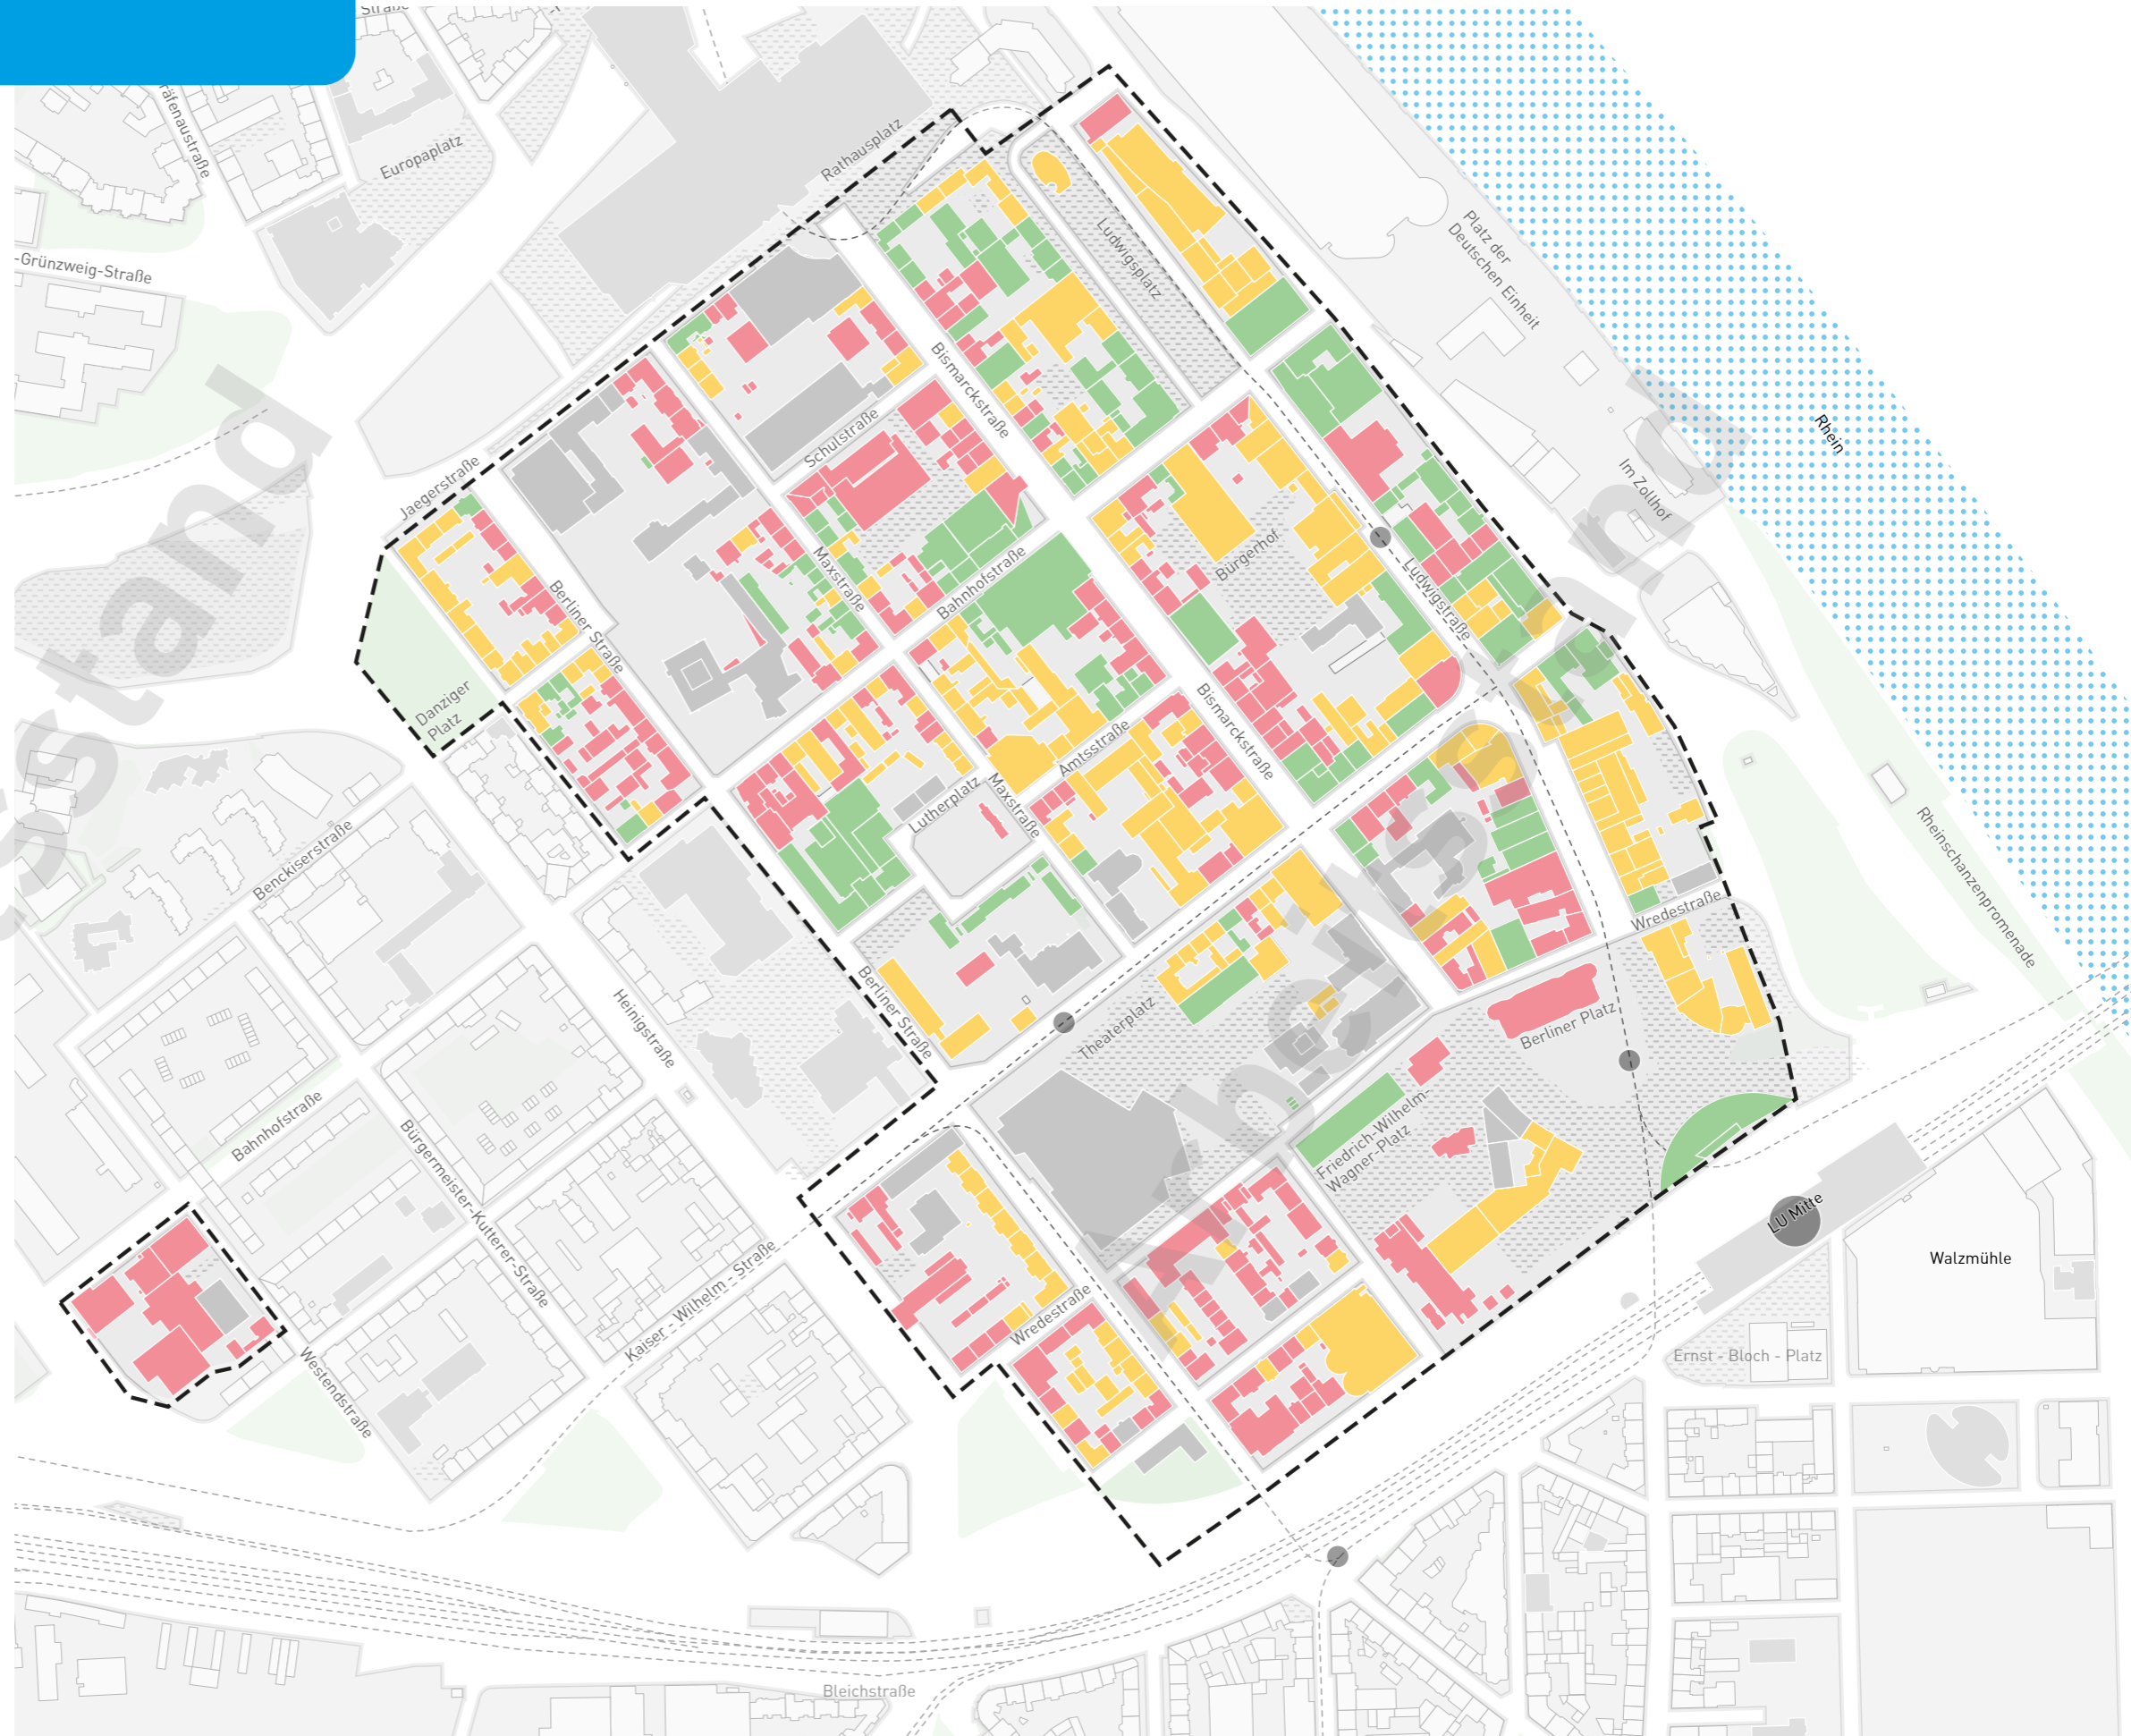 Straße
räfenaustraße
Europaplatz
-Grünzweig-Straße
Rathausplatz
Ludwigsplatz
Platz der
Deutschen Einheit
Rhein
Bismarckstraße
Schulstraße
Jaegerstraße
Im Zollhof
Bürgerhof
Maxstraße
Bahnhofstraße
Berliner Straße
Ludwigstraße
Danziger
Platz
Amtsstraße
Bismarckstraße
Lutherplatz
Maxstraße
Benckiserstraße
Rheinschanzenpromenade
Wredestraße
Berliner Straße
Heinigstraße
Theaterplatz
Berliner Platz
Bahnhofstraße
Bürgermeister-Kutterer-Straße
Friedrich-Wilhelm-
Wagner-Platz
LU Mitte
Walzmühle
Kaiser - Wilhelm - Straße
Wredestraße
Westendstraße
Ernst - Bloch - Platz
Bleichstraße
sstand
Arbeitsstand